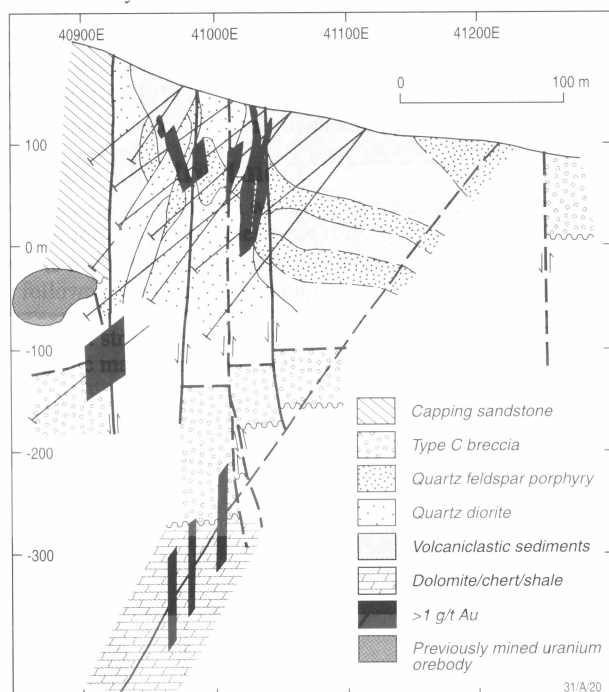 40900E 41000E 41100E 41200E
0 100 m
100
0 m
-100
-200
-300
Capping sandstone
Type C breccia
Quartz feldspar porphyry
Quartz diorite
Volcaniclastic sediments
Dolomite/chert/shale
>1 g/t Au
Previously mined uranium
orebody
31/A/20